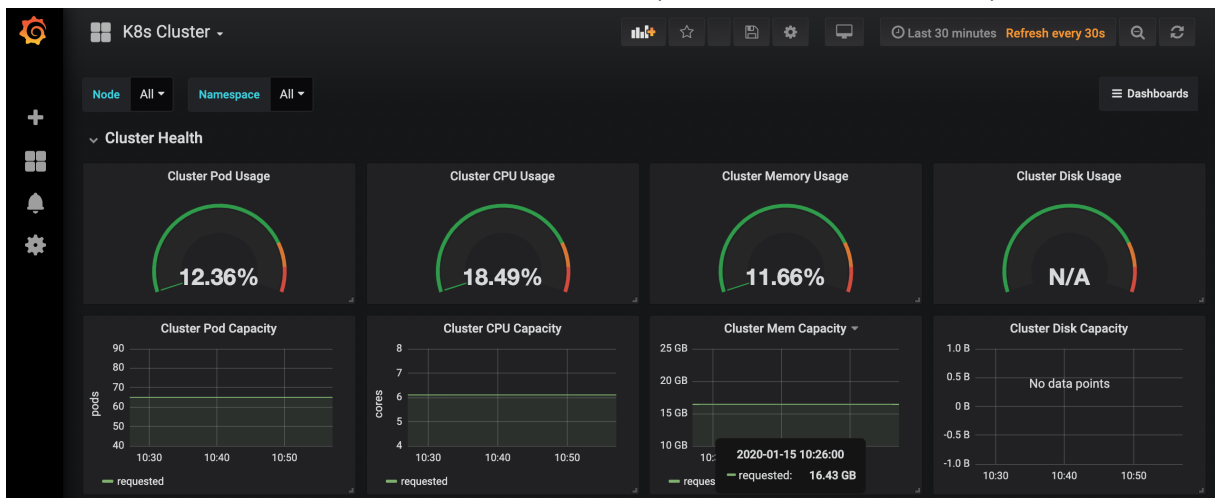 K8s Cluster
Last 30 minutes Refresh every 30s
Node All Namespace All
Dashboards
Cluster Health
Cluster Pod Usage
12.36%
Cluster CPU Usage
18.49%
Cluster Memory Usage
11.66%
Cluster Disk Usage
N/A
Cluster Pod Capacity
pods
90
80
70
60
50
40
10:30 10:40 10:50
requested
Cluster CPU Capacity
cores
8
7
6
5
4
10:30 10:40 10:50
requested
Cluster Mem Capacity
25 GB
20 GB
15 GB
10 GB
10:
2020-01-15 10:26:00
requested: 16.43 GB
reques
Cluster Disk Capacity
1.0 B
0.5 B
No data points
0 B
-0.5 B
-1.0 B
10:30 10:40 10:50